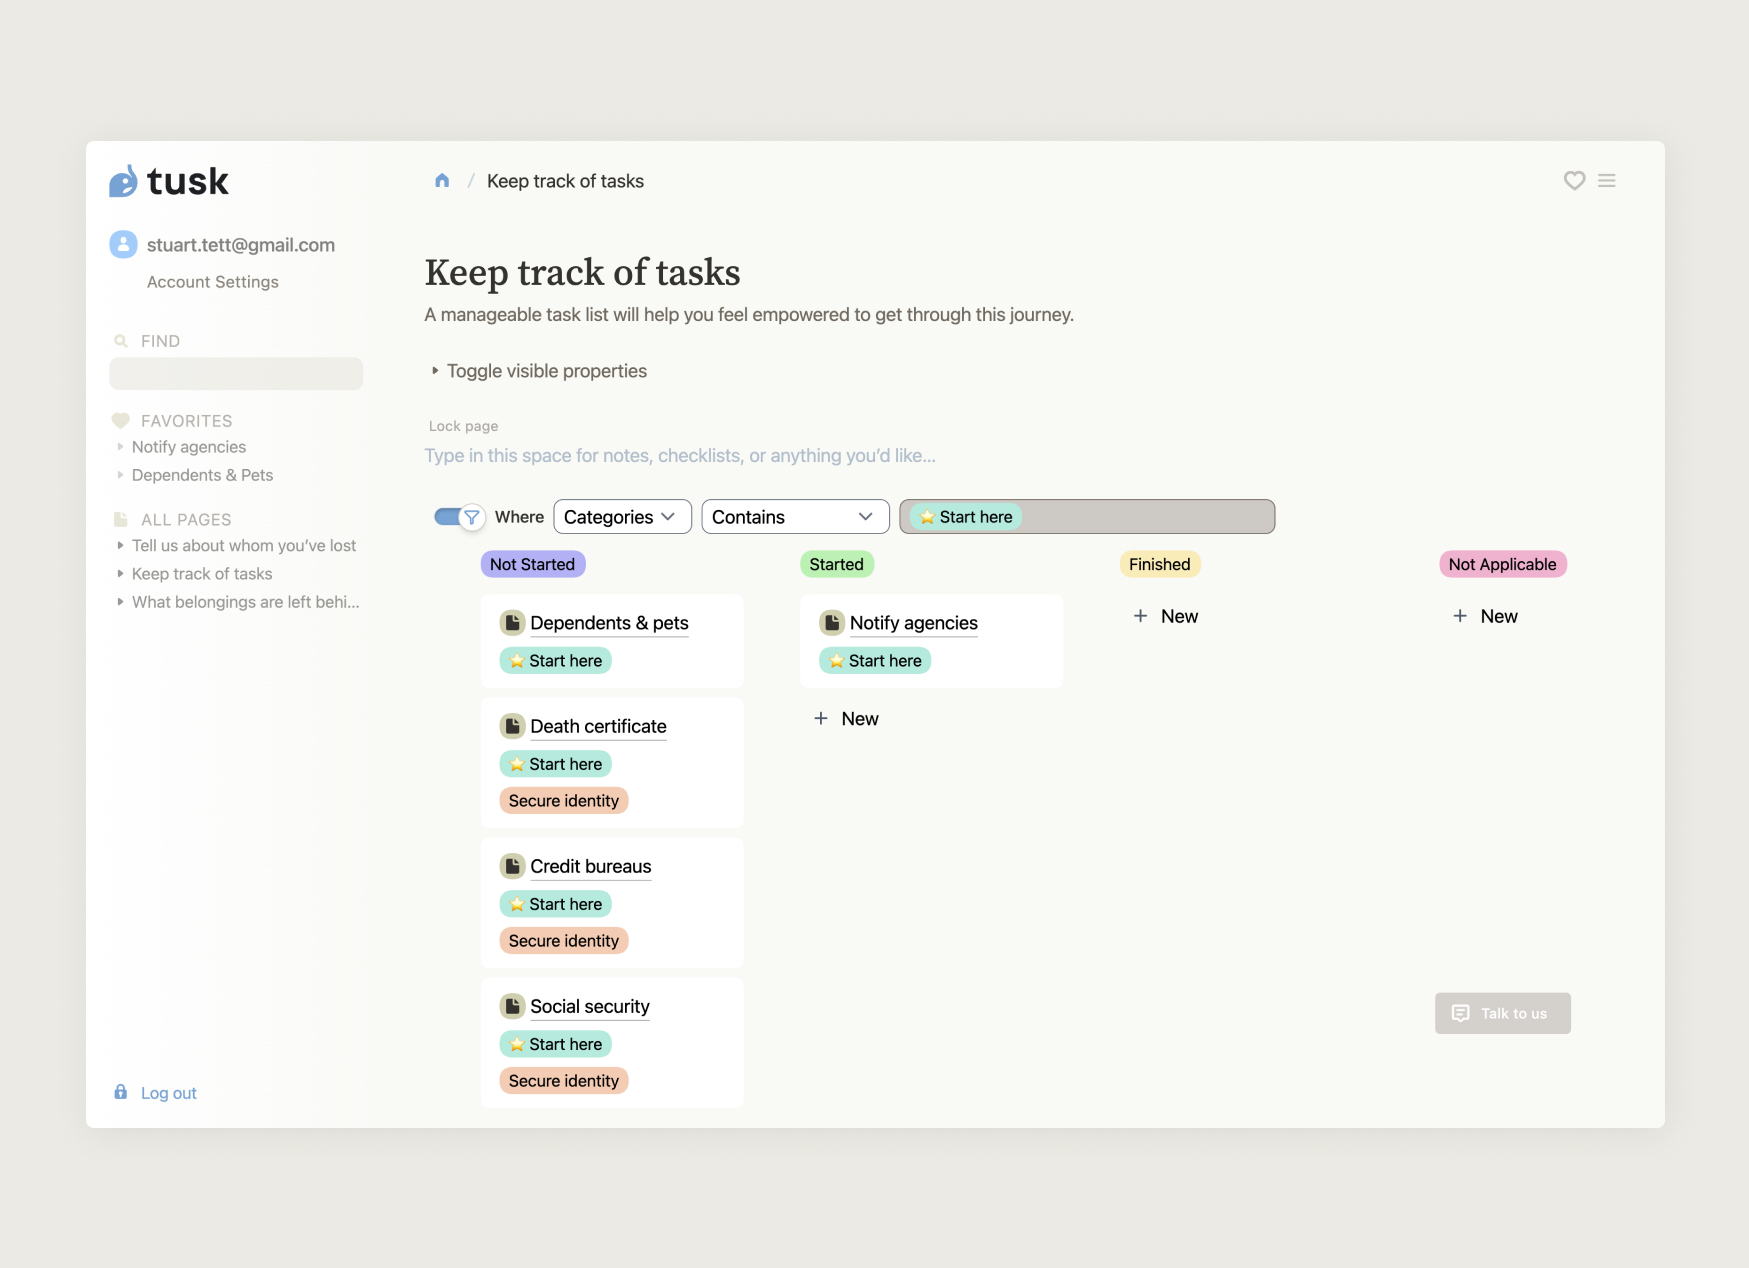 tusk
stuart.tett@gmail.com
Account Settings
FIND
FAVORITES
Notify agencies
Dependents & Pets
ALL PAGES
Tell us about whom you’ve lost
Keep track of tasks
What belongings are left behi...
Log out
/ Keep track of tasks
Keep track of tasks
A manageable task list will help you feel empowered to get through this journey.
Toggle visible properties
Lock page
Type in this space for notes, checklists, or anything you’d like...
Where Categories Contains ⭐ Start here
Not Started
Dependents & pets
⭐ Start here
Death certificate
⭐ Start here
Secure identity
Credit bureaus
⭐ Start here
Secure identity
Social security
⭐ Start here
Secure identity
Started
Notify agencies
⭐ Start here
+ New
Finished
+ New
Not Applicable
+ New
Talk to us